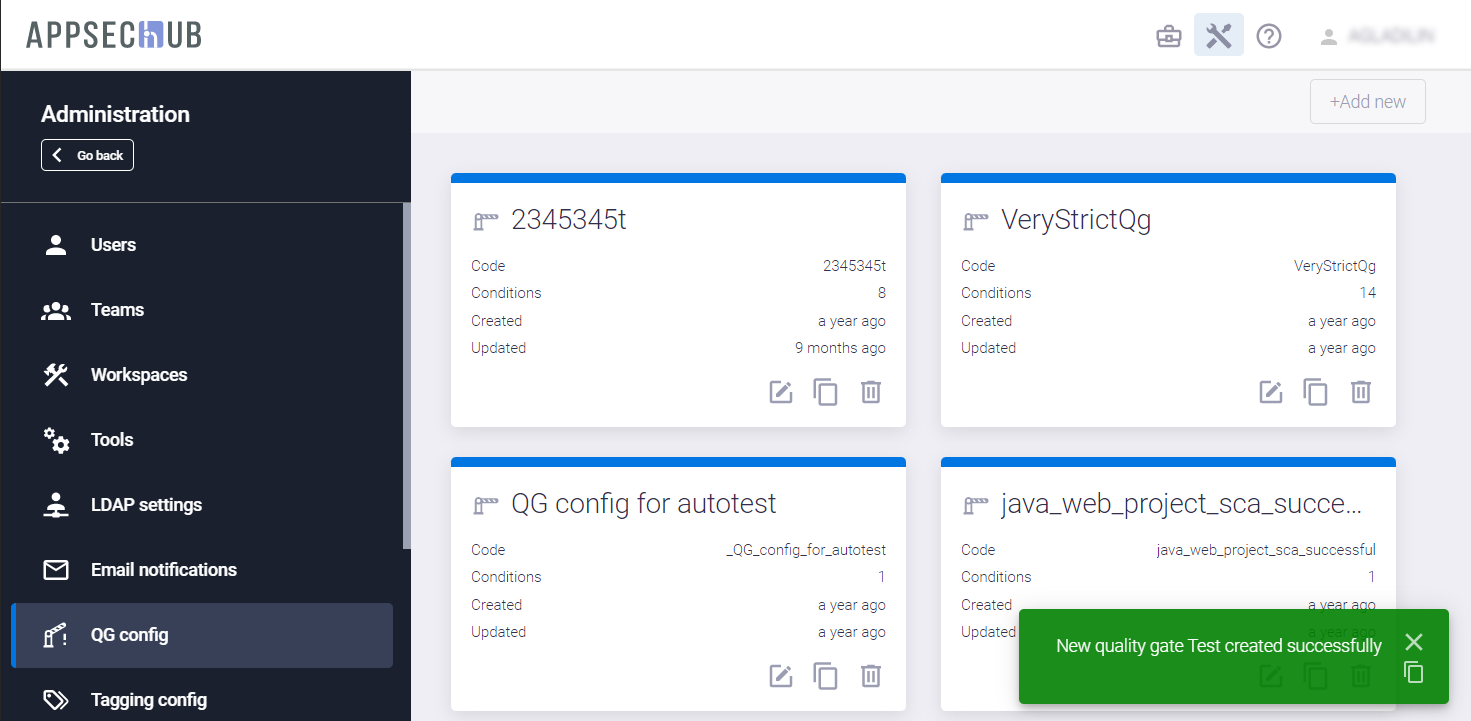 APPSECHUB
Administration
Go back
+Add new
Users
Teams
Workspaces
Tools
LDAP settings
Email notifications
QG config
Tagging config
2345345t
Code 2345345t
Conditions 8
Created a year ago
Updated 9 months ago
VeryStrictQg
Code VeryStrictQg
Conditions 14
Created a year ago
Updated a year ago
QG config for autotest
Code _QG_config_for_autotest
Conditions 1
Created a year ago
Updated a year ago
java_web_project_sca_succe...
Code java_web_project_sca_successful
Conditions 1
Created a year ago
Updated a year ago
New quality gate Test created successfully